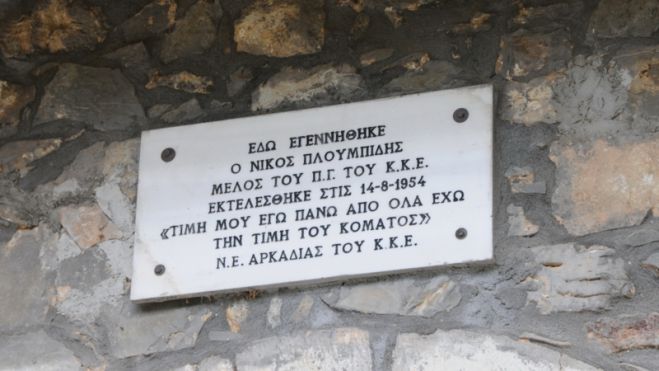 ΕΔΩ ΕΓΕΝΝΗΘΗΚΕ
Ο ΝΙΚΟΣ ΠΛΟΥΜΠΙΔΗΣ
ΜΕΛΟΣ ΤΟΥ Π.Γ. ΤΟΥ Κ.Κ.Ε.
ΕΚΤΕΛΕΣΘΗΚΕ ΣΤΙΣ 14-8-1954
«ΤΙΜΗ ΜΟΥ ΕΓΩ ΠΑΝΩ ΑΠΟ ΟΛΑ ΕΧΩ
ΤΗΝ ΤΙΜΗ ΤΟΥ ΚΟΜΑΤΟΣ»
Ν.Ε. ΑΡΚΑΔΙΑΣ ΤΟΥ Κ.Κ.Ε.